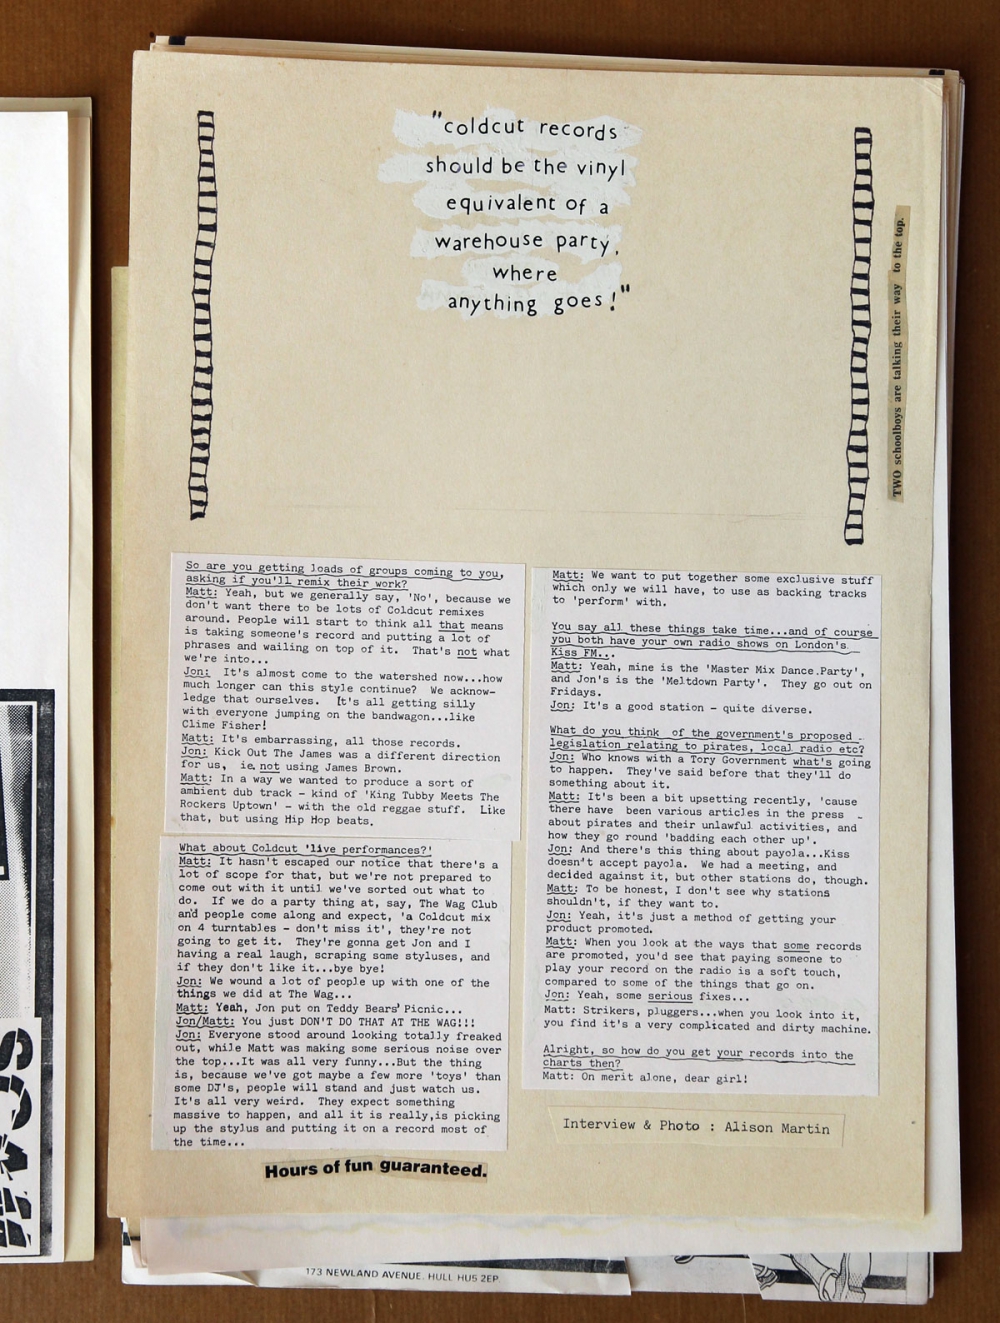 "coldcut records
should be the vinyl
equivalent of a
warehouse party,
where
anything goes!"
TWO schoolboys are talking their way to the top.
So are you getting loads of groups coming to you,
asking if you'll remix their work?
Matt: Yeah, but we generally say, 'No', because we
don't want there to be lots of Coldcut remixes
around. People will start to think all that means
is taking someone's record and putting a lot of
phrases and wailing on top of it. That's not what
we're into...
Jon: It's almost come to the watershed now...how
much longer can this style continue? We acknow-
ledge that ourselves. It's all getting silly
with everyone jumping on the bandwagon...like
Clime Fisher!
Matt: It's embarrassing, all those records.
Jon: Kick Out The James was a different direction
for us, ie.not using James Brown.
Matt: In a way we wanted to produce a sort of
ambient dub track - kind of 'King Tubby Meets The
Rockers Uptown' - with the old reggae stuff. Like
that, but using Hip Hop beats.
What about Coldcut 'live performances?'
Matt: It hasn't escaped our notice that there's a
lot of scope for that, but we're not prepared to
come out with it until we've sorted out what to
do. If we do a party thing at, say, The Wag Club
and people come along and expect, 'a Coldcut mix
on 4 turntables - don't miss it', they're not
going to get it. They're gonna get Jon and I
having a real laugh, scraping some styluses, and
if they don't like it...bye bye!
Jon: We wound a lot of people up with one of the
things we did at The Wag...
Matt: Yeah, Jon put on Teddy Bears' Picnic...
Jon/Matt: You just DON'T DO THAT AT THE WAG!!!
Jon: Everyone stood around looking totally freaked
out, while Matt was making some serious noise over
the top...It was all very funny...But the thing
is, because we've got maybe a few more 'toys' than
some DJ's, people will stand and just watch us.
It's all very weird. They expect something
massive to happen, and all it is really,is picking
up the stylus and putting it on a record most of
the time...
Hours of fun guaranteed.
Matt: We want to put together some exclusive stuff
which only we will have, to use as backing tracks
to 'perform' with.
You say all these things take time...and of course
you both have your own radio shows on London's
Kiss FM...
Matt: Yeah, mine is the 'Master Mix Dance Party',
and Jon's is the 'Meltdown Party'. They go out on
Fridays.
Jon: It's a good station - quite diverse.
What do you think of the government's proposed
legislation relating to pirates, local radio etc?
Jon: Who knows with a Tory Government what's going
to happen. They've said before that they'll do
something about it.
Matt: It's been a bit upsetting recently, 'cause
there have been various articles in the press
about pirates and their unlawful activities, and
how they go round 'badding each other up'.
Jon: And there's this thing about payola...Kiss
doesn't accept payola. We had a meeting, and
decided against it, but other stations do, though.
Matt: To be honest, I don't see why stations
shouldn't, if they want to.
Jon: Yeah, it's just a method of getting your
product promoted.
Matt: When you look at the ways that some records
are promoted, you'd see that paying someone to
play your record on the radio is a soft touch,
compared to some of the things that go on.
Jon: Yeah, some serious fixes...
Matt: Strikers, pluggers...when you look into it,
you find it's a very complicated and dirty machine.
Alright, so how do you get your records into the
charts then?
Matt: On merit alone, dear girl!
Interview & Photo : Alison Martin
173 NEWLAND AVENUE. HULL HU5 2EP.